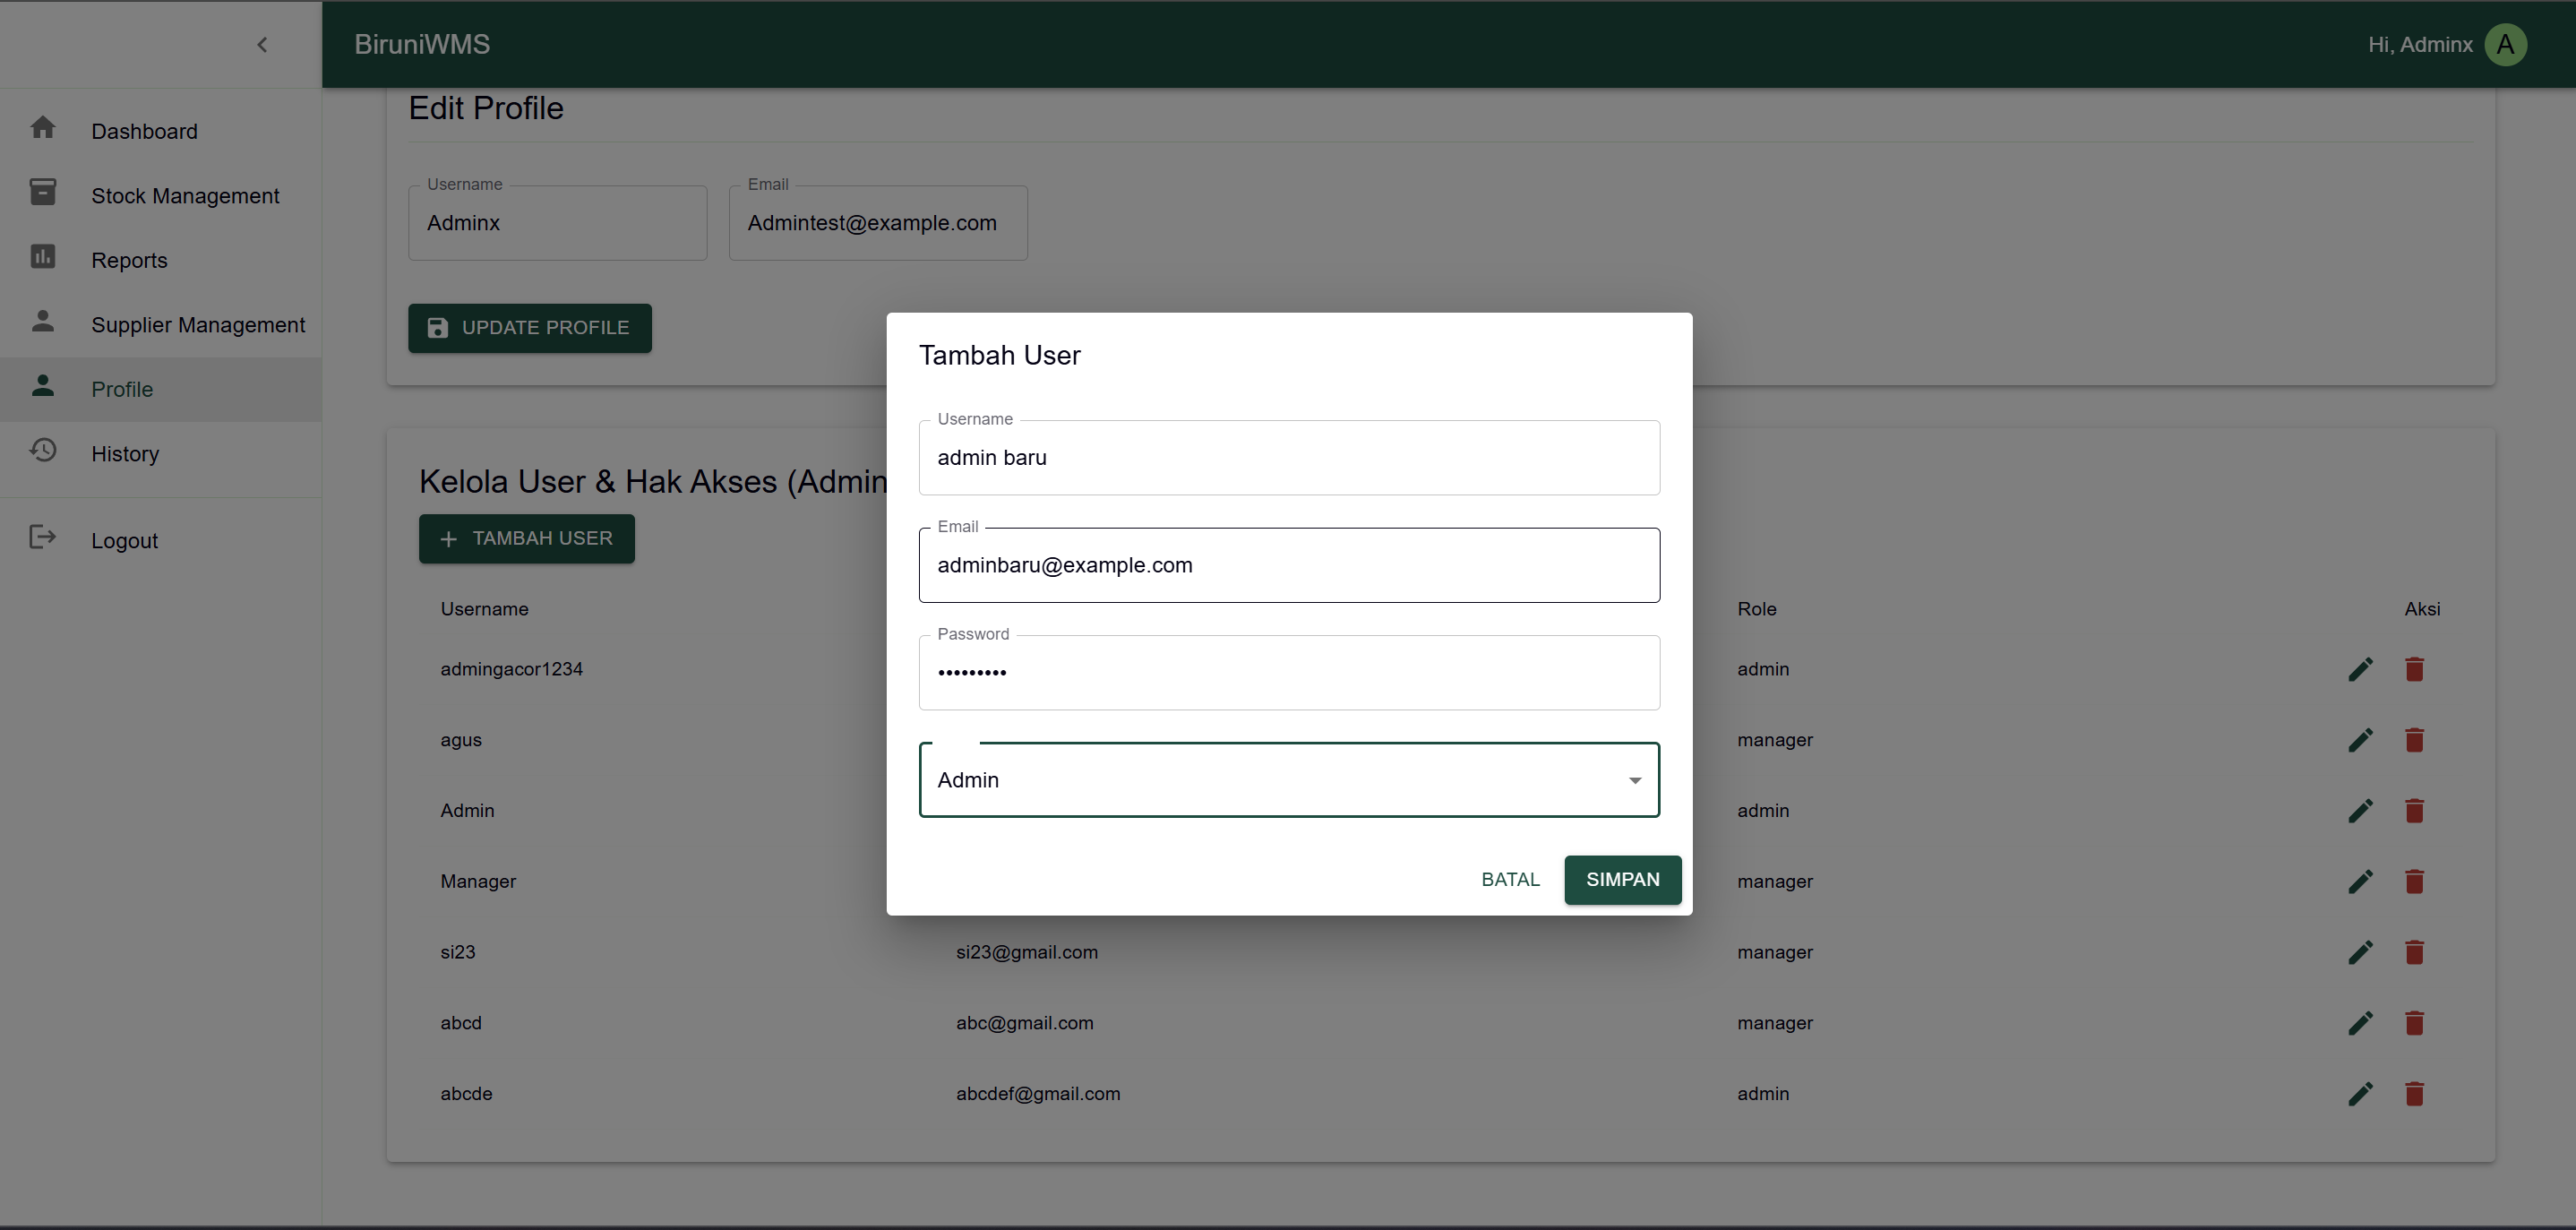 BiruniWMS
Hi, Adminx
A
Dashboard
Stock Management
Reports
Supplier Management
Profile
History
Logout
Edit Profile
Username
Adminx
Email
Admintest@example.com
UPDATE PROFILE
Kelola User & Hak Akses (Admin
TAMBAH USER
Username Role Aksi
admingacor1234 admin
agus manager
Admin admin
Manager manager
si23 si23@gmail.com manager
abcd abc@gmail.com manager
abcde abcdef@gmail.com admin
Tambah User
Username
admin baru
Email
adminbaru@example.com
Password
•••••••••
Admin
BATAL
SIMPAN